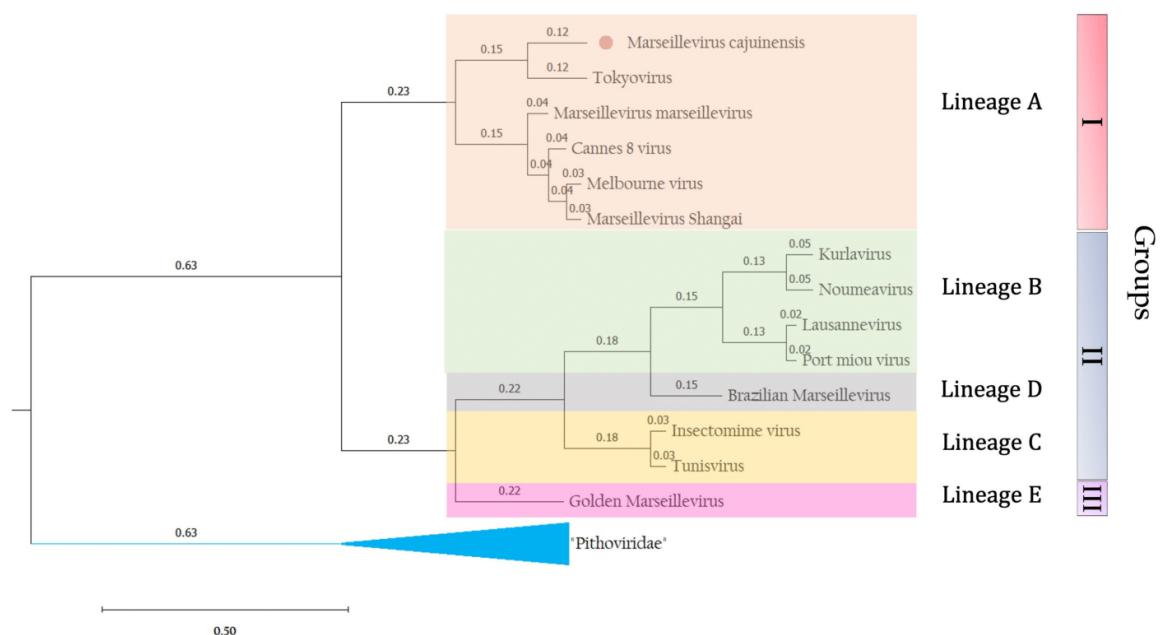 0.12
Marseillevirus cajuinensis
0.15
0.12
Tokyovirus
0.23
Lineage A
I
0.04
Marseillevirus marseillevirus
0.15
0.04
Cannes 8 virus
0.04
0.03
Melbourne virus
0.04
0.03
Marseillevirus Shangai
Groups
0.05
Kurlavirus
0.13
0.63
0.05
Noumeavirus
Lineage B
0.15
0.02
Lausannevirus
0.13
II
0.18
0.02
Port miou virus
0.22
0.15
Brazilian Marseillevirus
Lineage D
0.03
Insectomime virus
0.18
Lineage C
0.23
0.03
Tunisvirus
0.22
Golden Marseillevirus
Lineage E
III
0.63
"Pithoviridae"
0.50